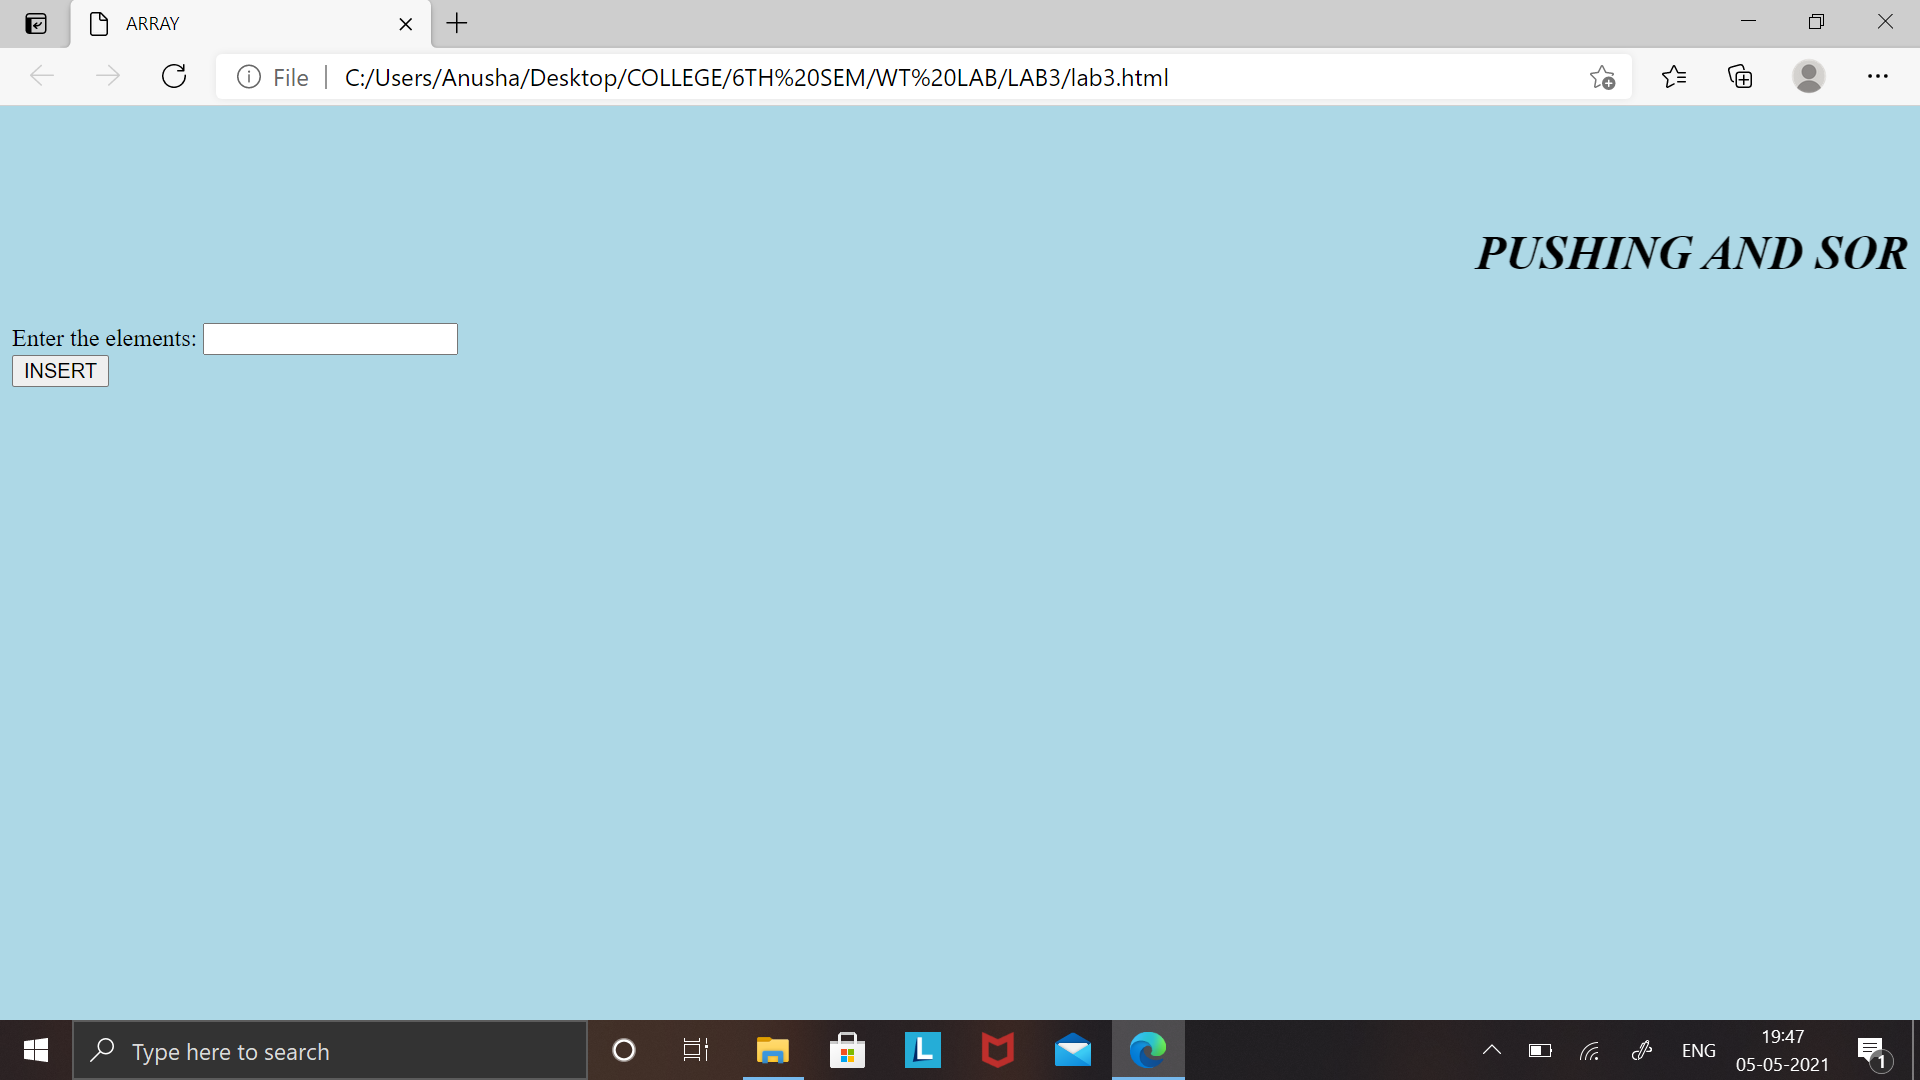 ARRAY
File | C:/Users/Anusha/Desktop/COLLEGE/6TH%20SEM/WT%20LAB/LAB3/lab3.html
PUSHING AND SOR
Enter the elements:
INSERT
Type here to search
L
ENG
19:47
05-05-2021
1